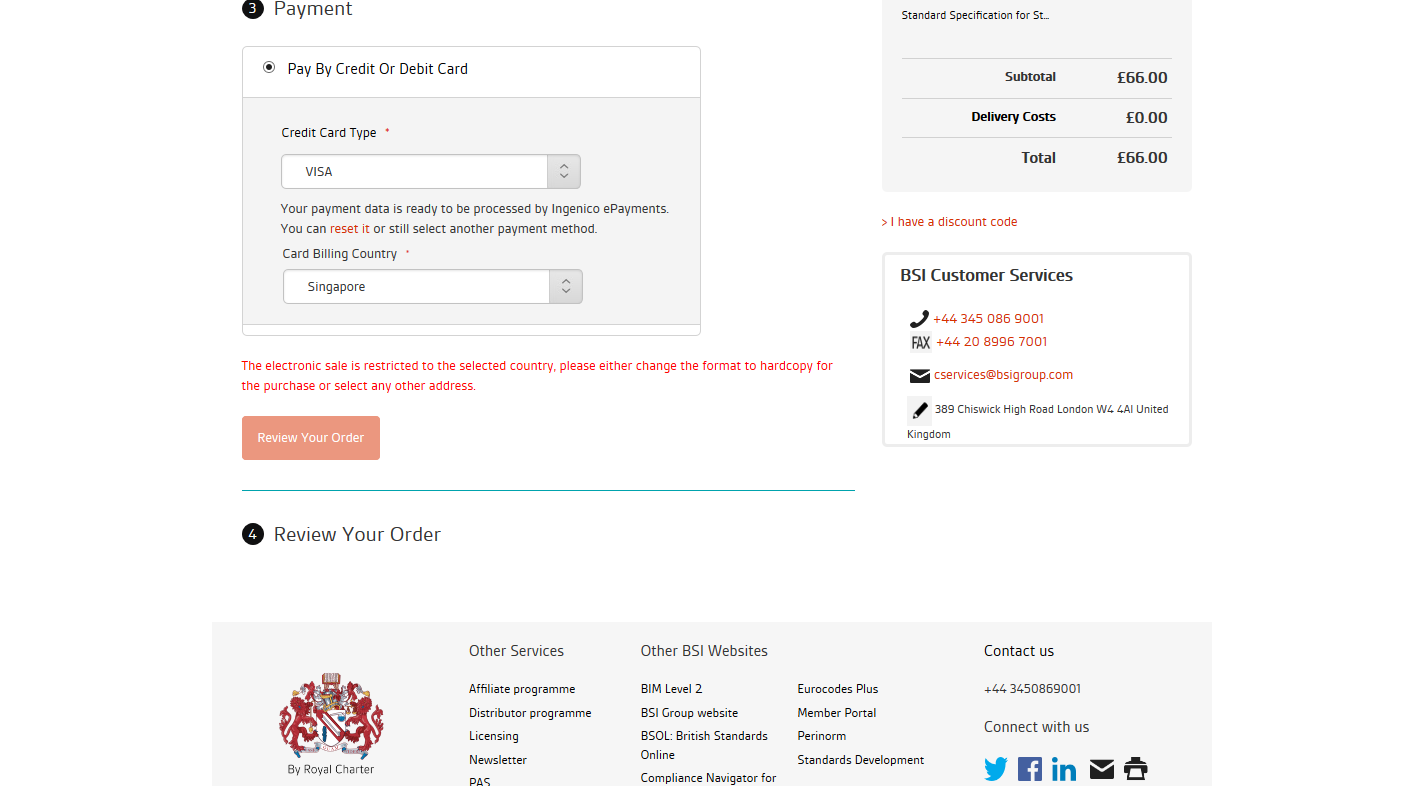 3 Payment
Pay By Credit Or Debit Card
Credit Card Type *
VISA
Your payment data is ready to be processed by Ingenico ePayments.
You can reset it or still select another payment method.
Card Billing Country *
Singapore
The electronic sale is restricted to the selected country, please either change the format to hardcopy for
the purchase or select any other address.
Review Your Order
4 Review Your Order
Standard Specification for St...
Subtotal £66.00
Delivery Costs £0.00
Total £66.00
> I have a discount code
BSI Customer Services
+44 345 086 9001
FAX +44 20 8996 7001
cservices@bsigroup.com
389 Chiswick High Road London W4 4AI United
Kingdom
By Royal Charter
Other Services
Affiliate programme
Distributor programme
Licensing
Newsletter
PAS
Other BSI Websites
BIM Level 2
BSI Group website
BSOL: British Standards
Online
Compliance Navigator for
Eurocodes Plus
Member Portal
Perinorm
Standards Development
Contact us
+44 3450869001
Connect with us